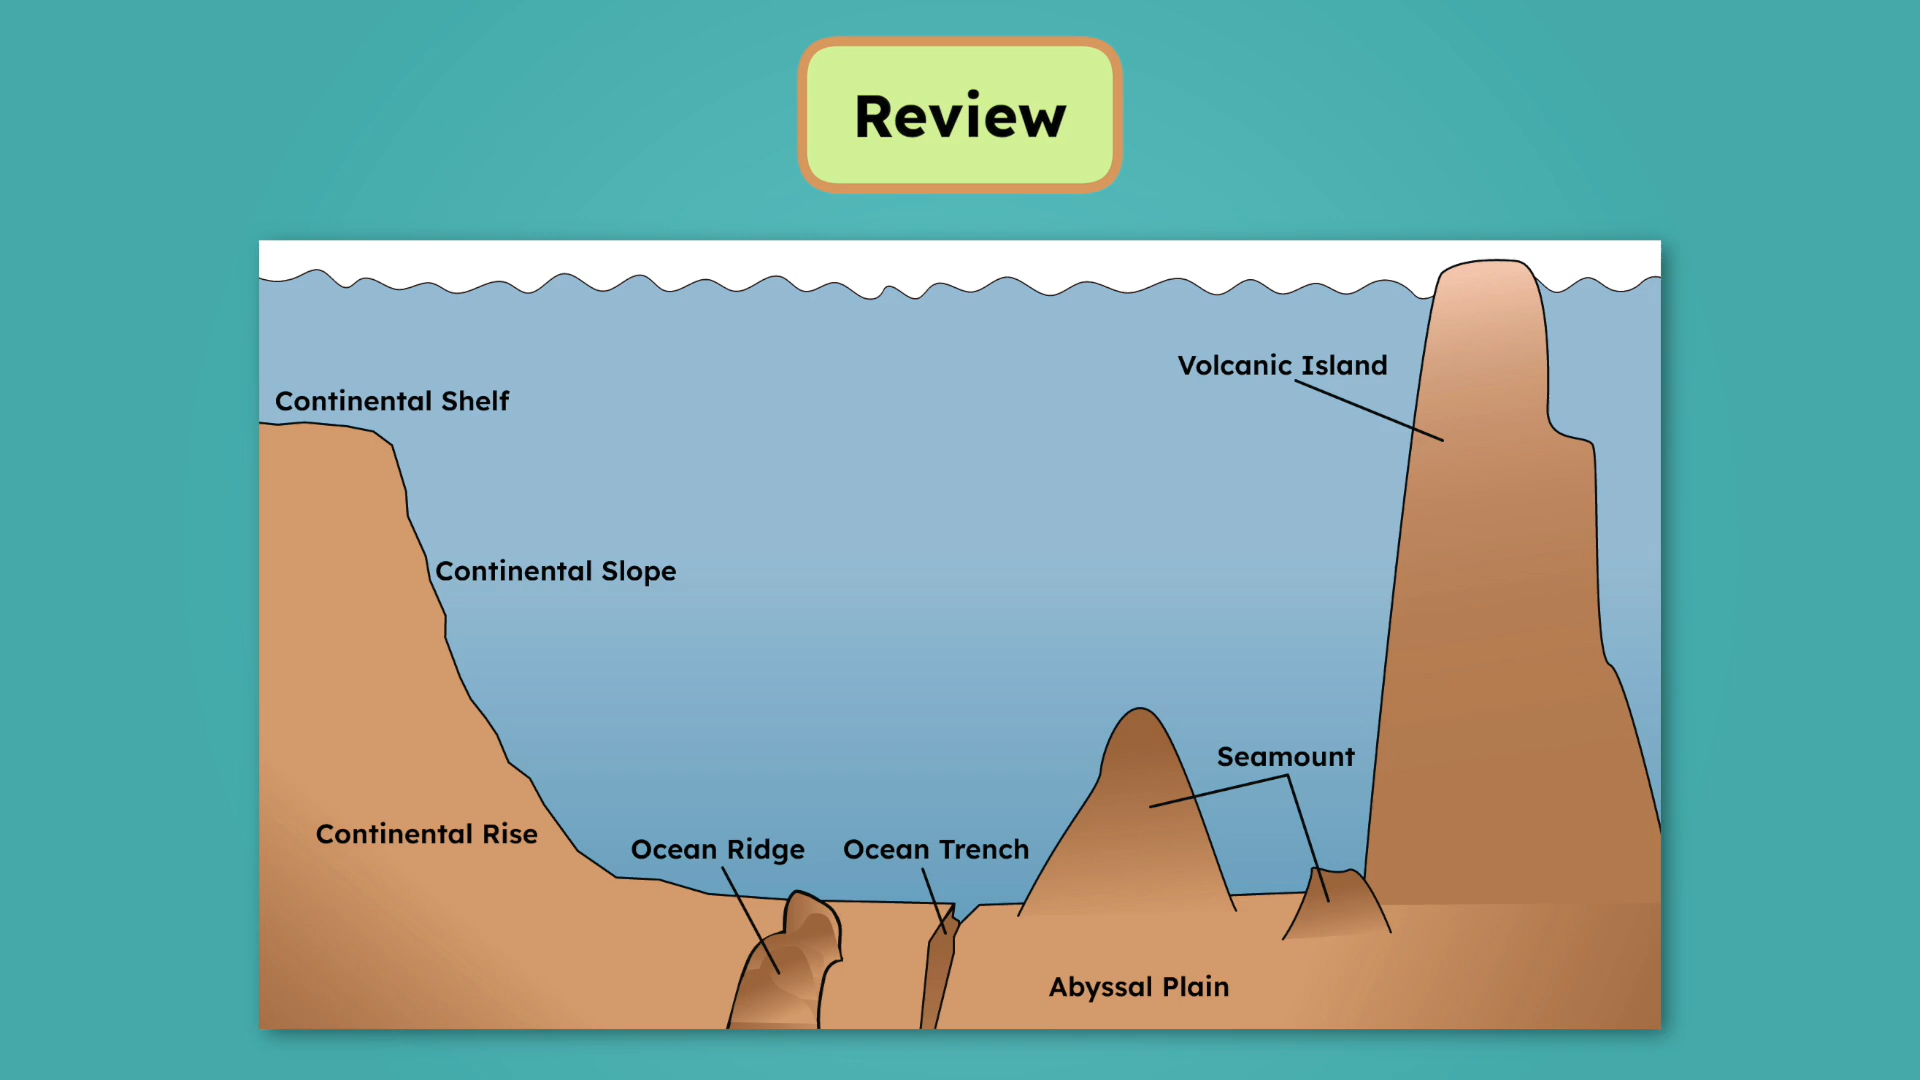 Review
Volcanic Island
Continental Shelf
Continental Slope
Seamount
Continental Rise
Ocean Ridge
Ocean Trench
Abyssal Plain